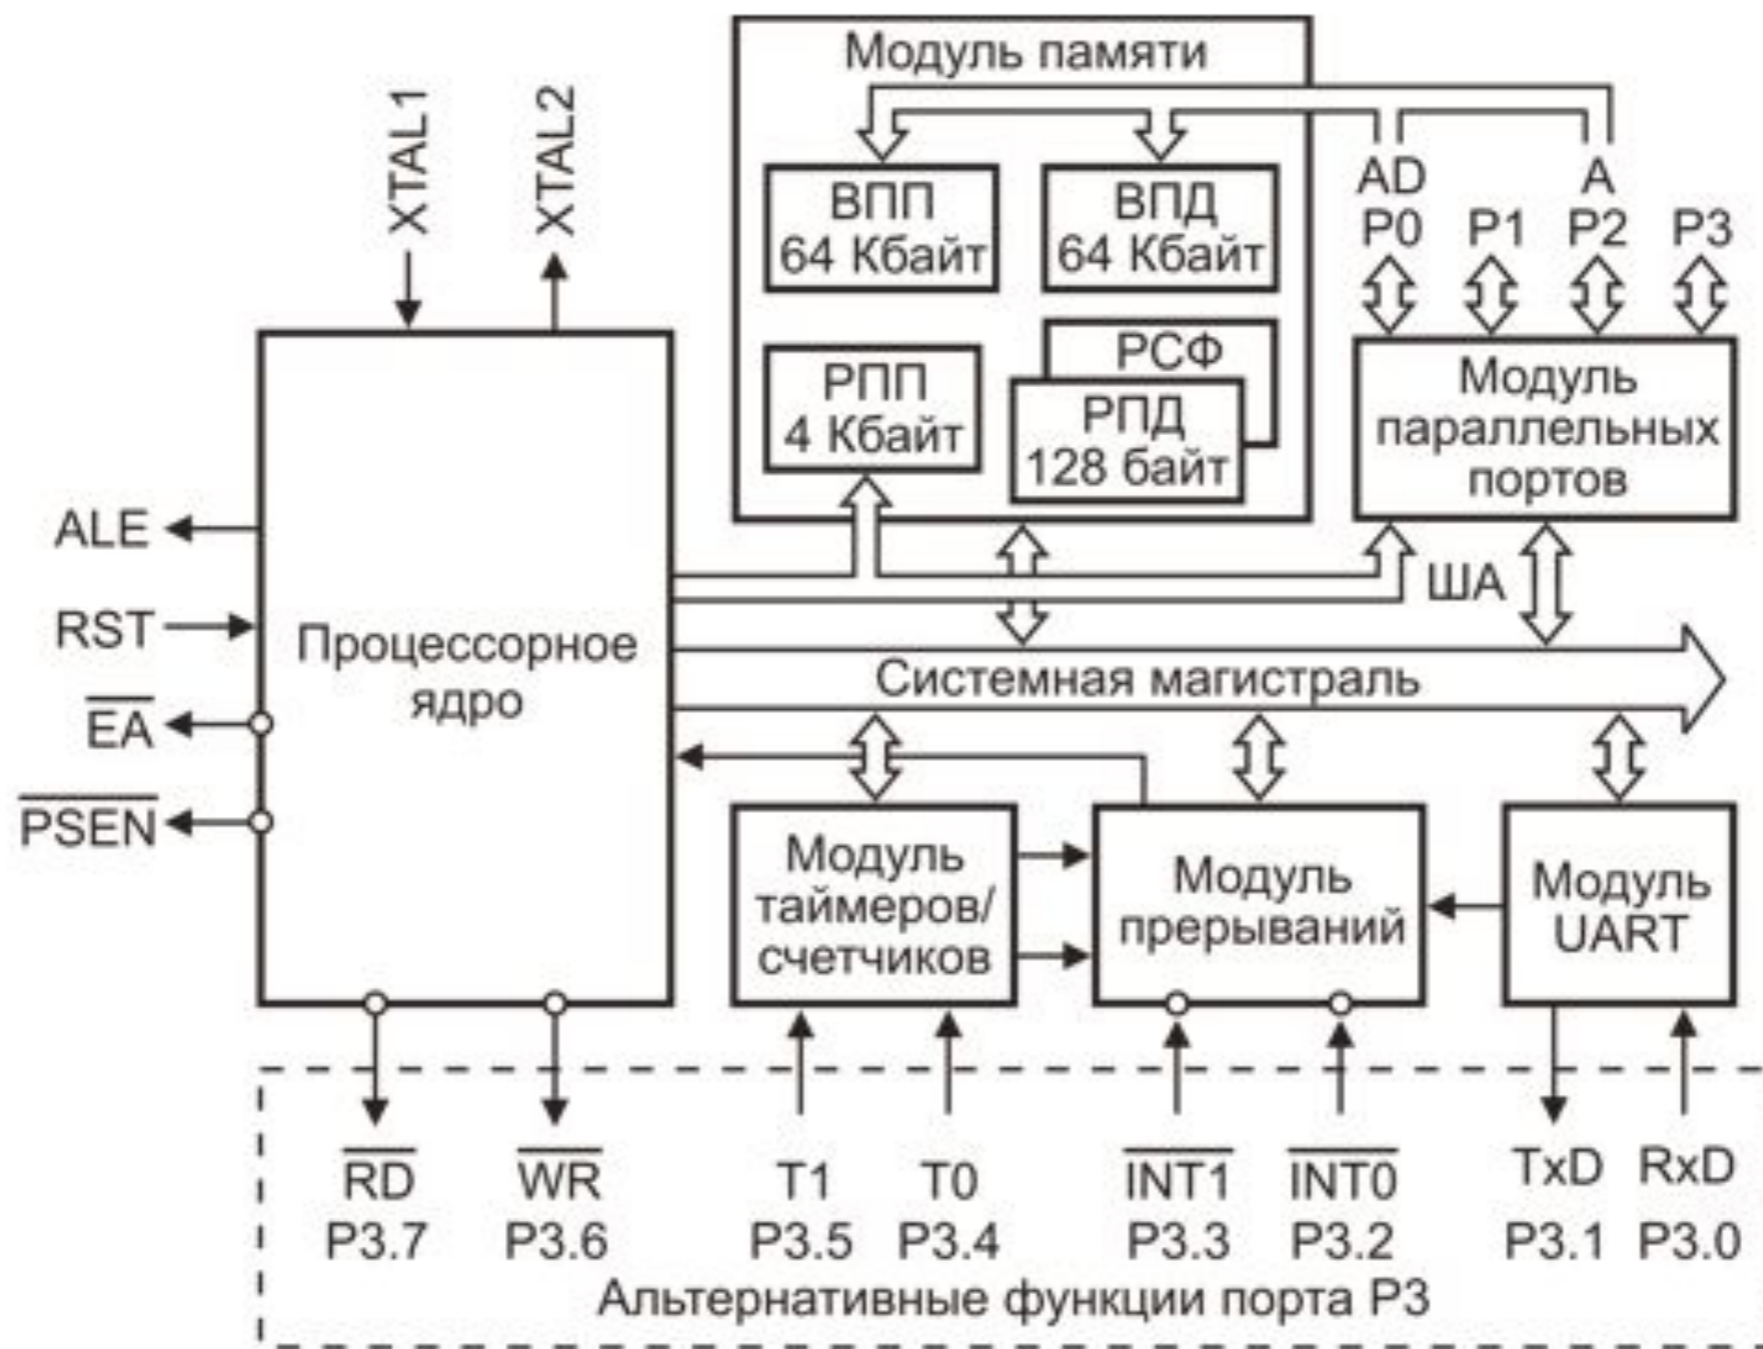 Модуль памяти
XTAL1
XTAL2
ВПП
64 Кбайт
ВПД
64 Кбайт
AD
A
P0
P1
P2
P3
РПП
4 Кбайт
РСФ
РПД
128 байт
Модуль
параллельных
портов
ALE
RST
EA
PSEN
Процессорное
ядро
ША
Системная магистраль
Модуль
таймеров/
счетчиков
Модуль
прерываний
Модуль
UART
RD
WR
T1
T0
INT1
INT0
TxD
RxD
P3.7
P3.6
P3.5
P3.4
P3.3
P3.2
P3.1
P3.0
Альтернативные функции порта P3